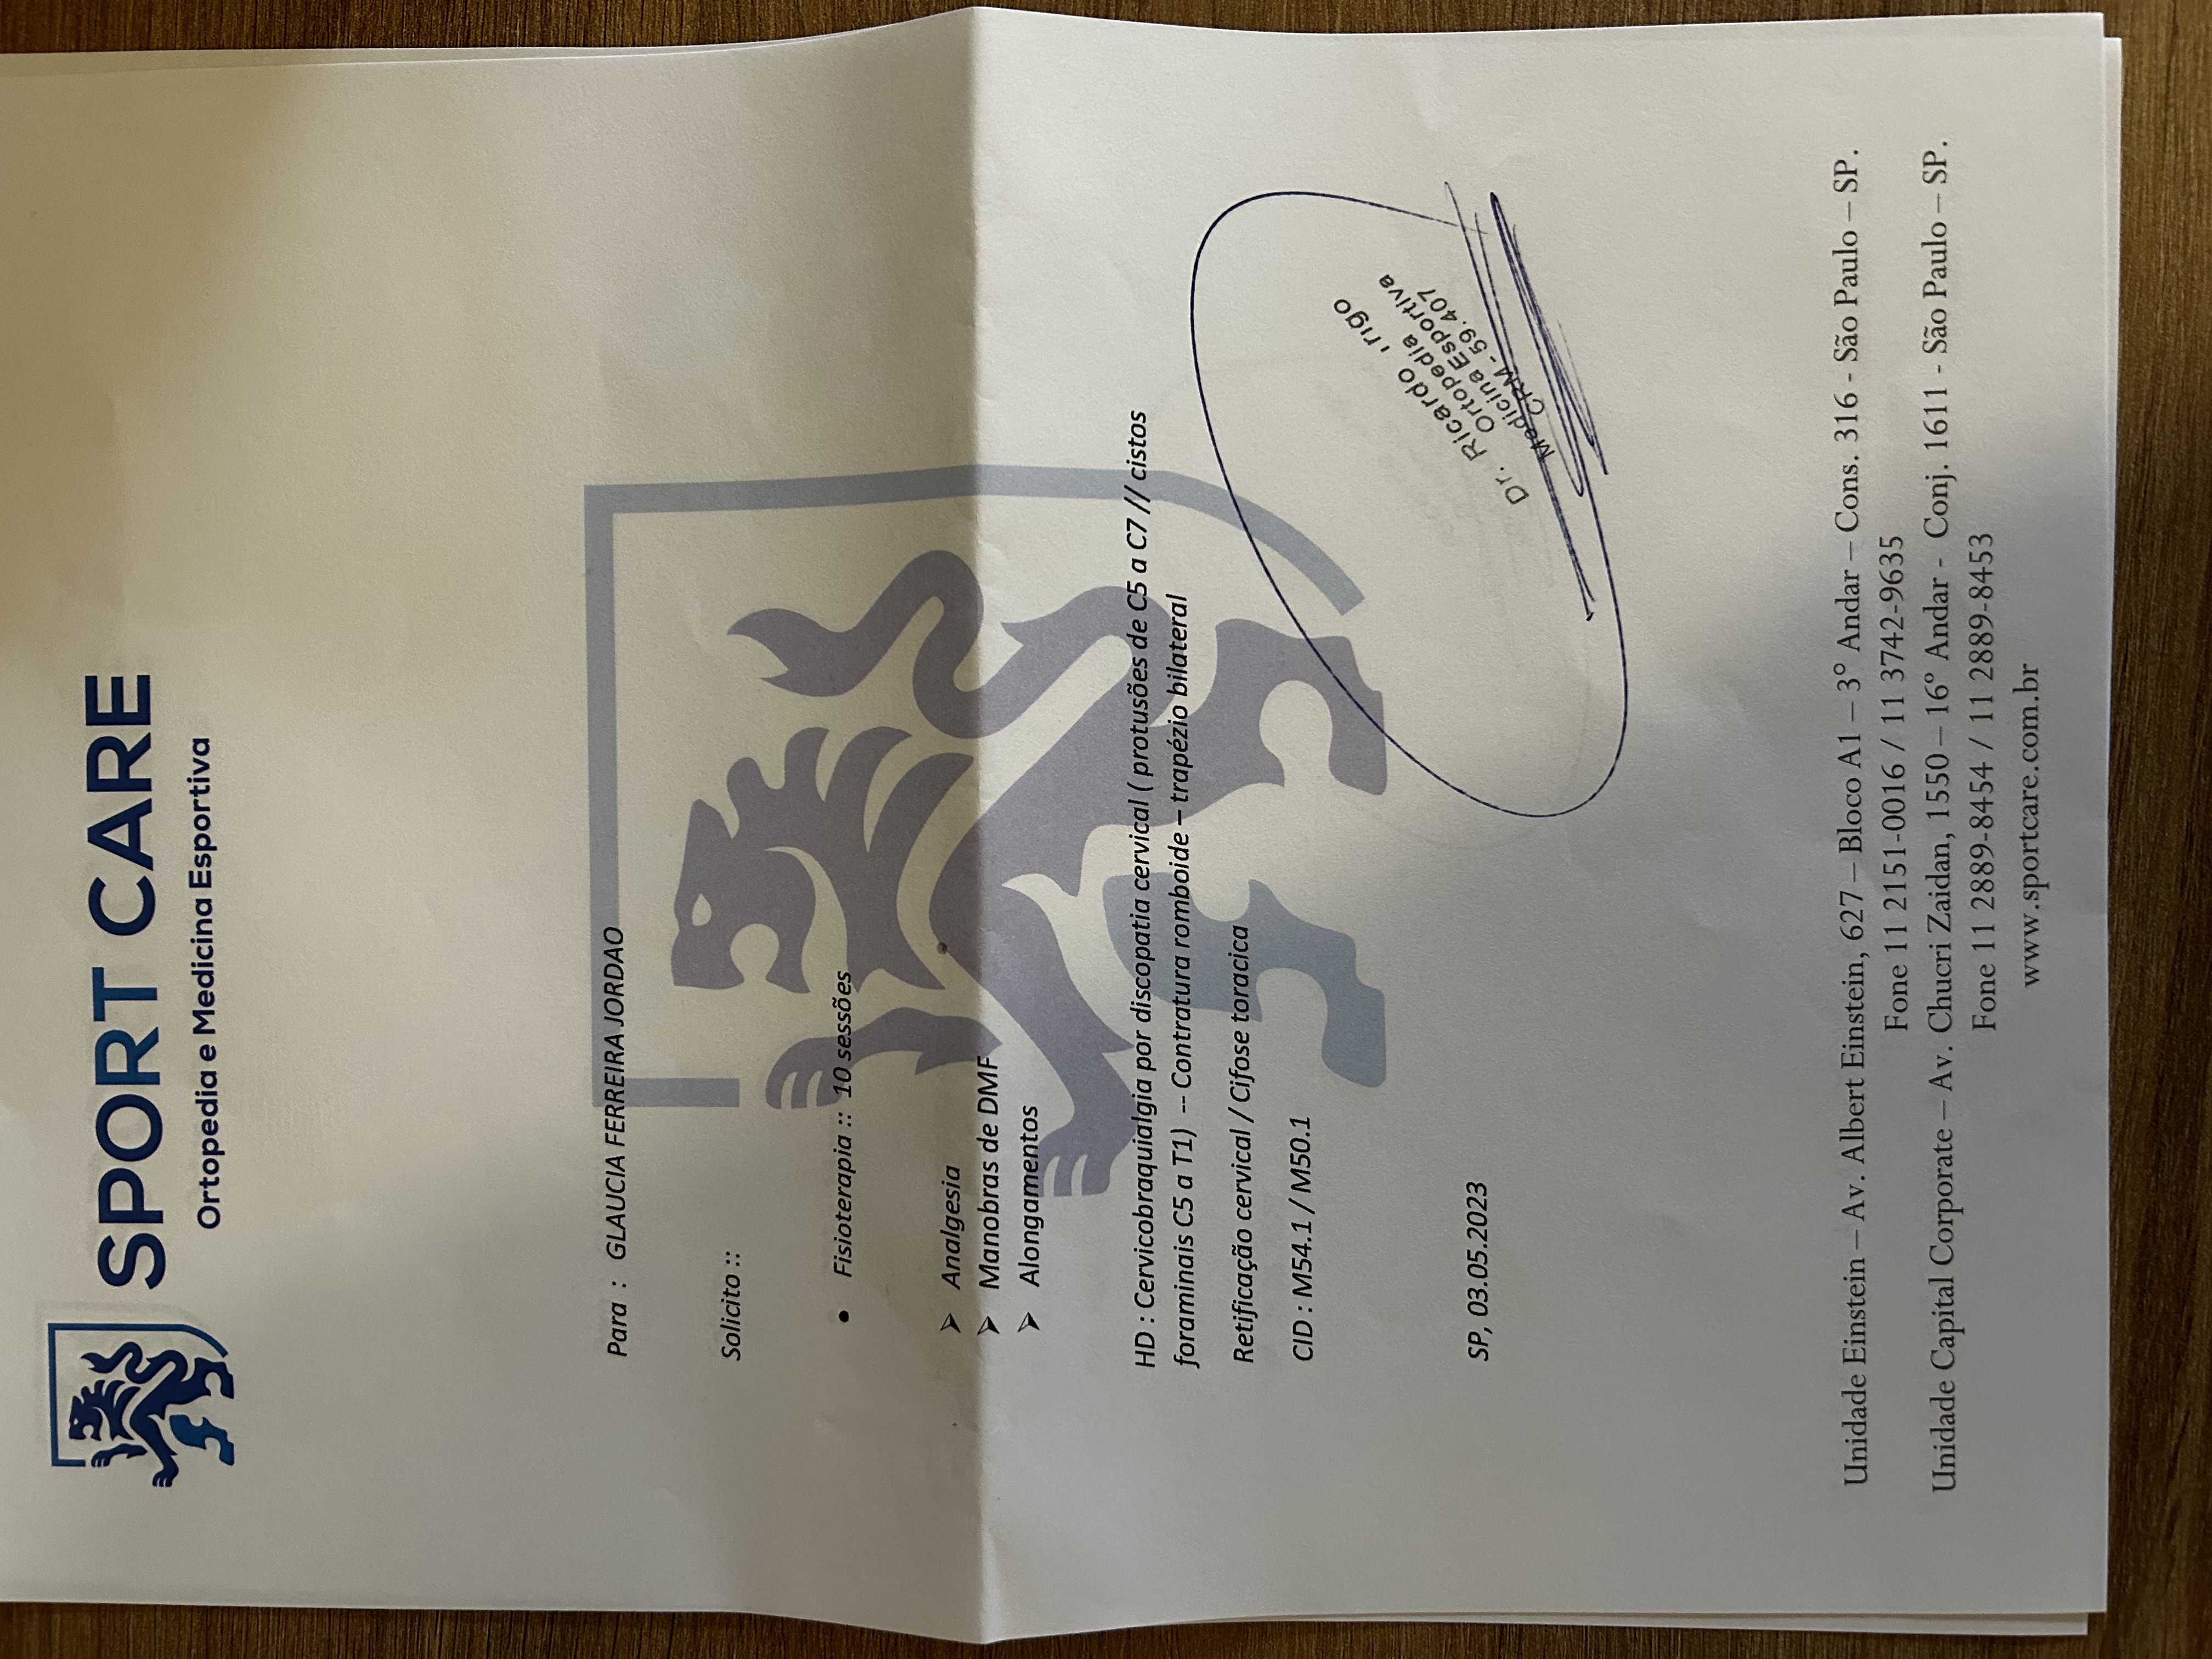 SPORT CARE
Ortopedia e Medicina Esportiva
Para : GLAUCIA FERREIRA JORDAO
Solicito ::
• Fisioterapia :: 10 sessões
➢ Analgesia
➢ Manobras de DMF
➢ Alongamentos
HD : Cervicobraquialgia por discopatia cervical ( protusões de C5 a C7 // cistos
foraminais C5 a T1) -- Contratura romboide – trapézio bilateral
Retificação cervical / Cifose toracica
CID : M54.1 / M50.1
SP, 03.05.2023
Dr. Ricardo
Ortopedia
Medicina Esportiva
CRM - 59.407
Unidade Einstein – Av. Albert Einstein, 627 – Bloco A1 – 3° Andar – Cons. 316 - São Paulo – SP.
Fone 11 2151-0016 / 11 3742-9635
Unidade Capital Corporate – Av. Chucri Zaidan, 1550 – 16º Andar - Conj. 1611 - São Paulo – SP.
Fone 11 2889-8454 / 11 2889-8453
www.sportcare.com.br